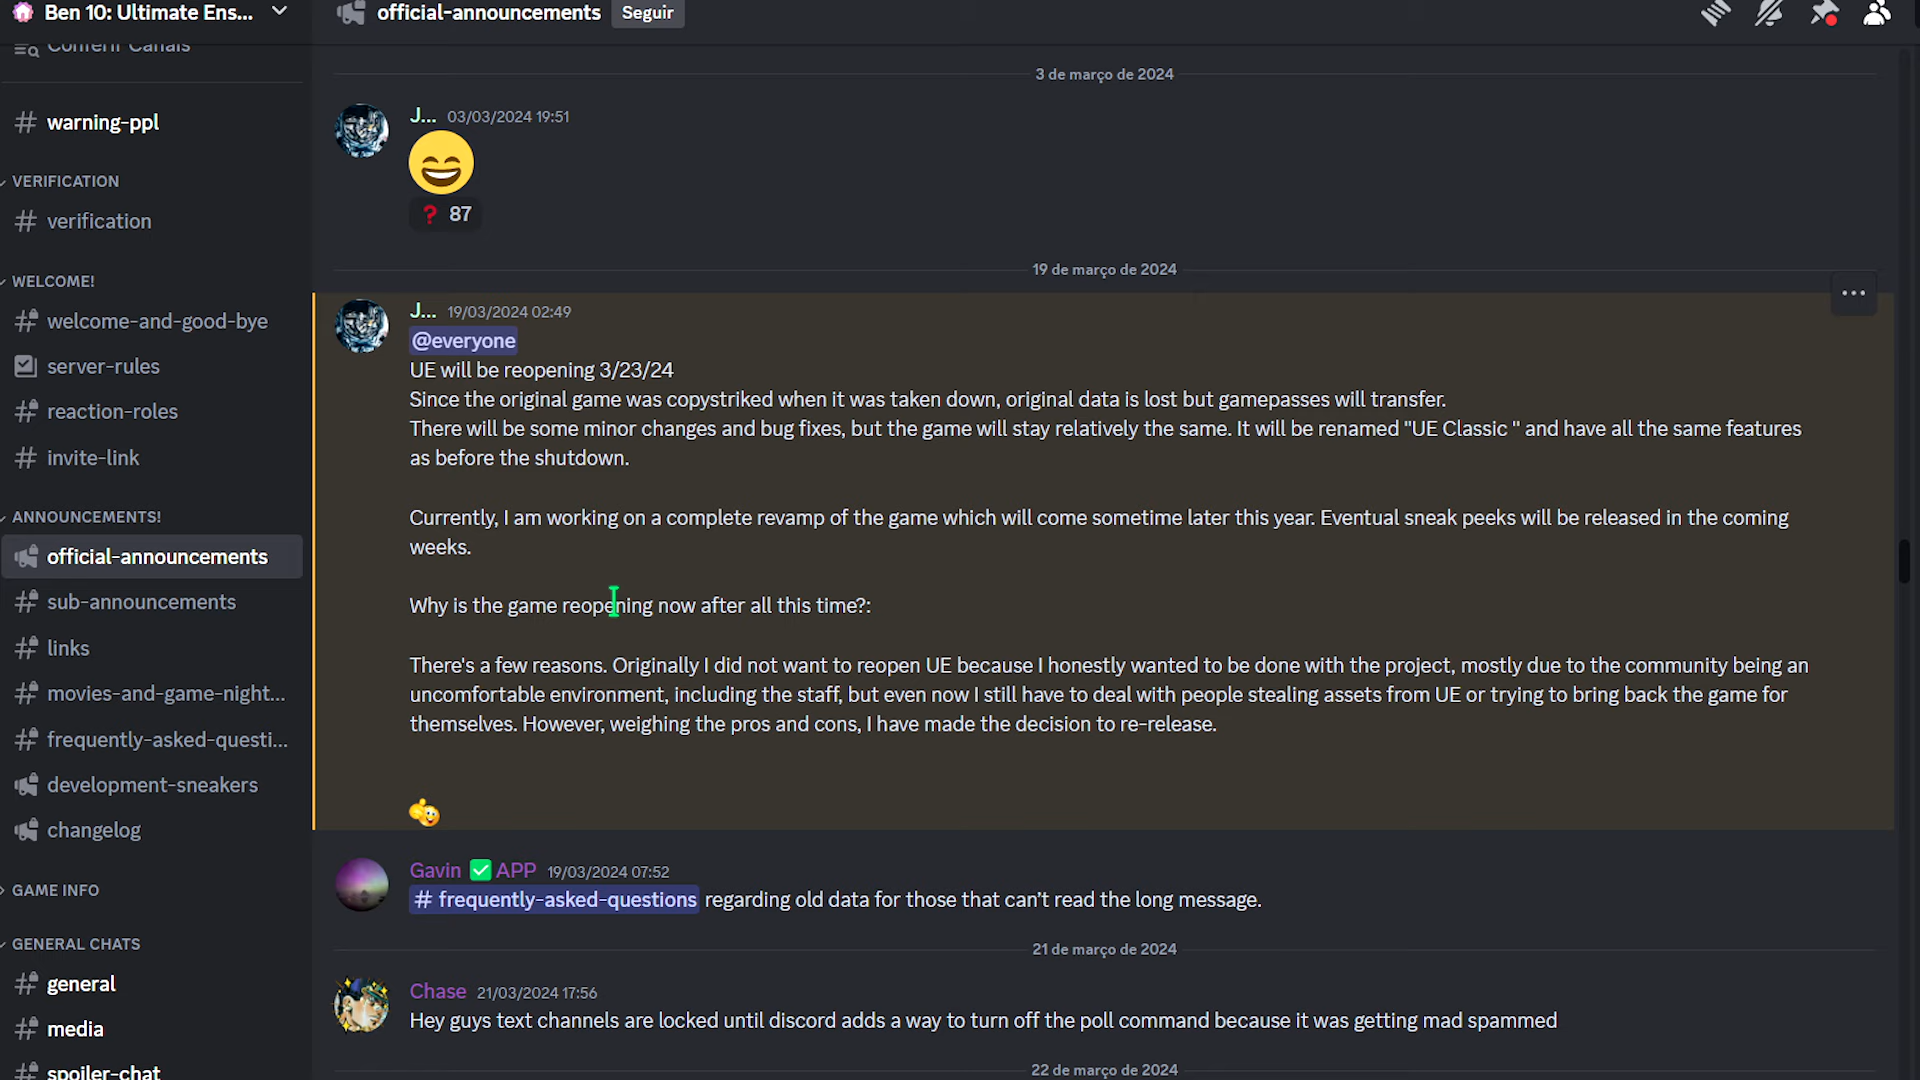 Ben 10: Ultimate Ens...
official-announcements
Seguir
Conferir Canais
warning-ppl
VERIFICATION
verification
WELCOME!
welcome-and-good-bye
server-rules
reaction-roles
invite-link
ANNOUNCEMENTS!
official-announcements
sub-announcements
links
movies-and-game-night...
frequently-asked-questi...
development-sneakers
changelog
GAME INFO
GENERAL CHATS
general
media
spoiler-chat
3 de março de 2024
J... 03/03/2024 19:51
87
19 de março de 2024
J... 19/03/2024 02:49
@everyone
UE will be reopening 3/23/24
Since the original game was copystriked when it was taken down, original data is lost but gamepasses will transfer.
There will be some minor changes and bug fixes, but the game will stay relatively the same. It will be renamed "UE Classic " and have all the same features
as before the shutdown.
Currently, I am working on a complete revamp of the game which will come sometime later this year. Eventual sneak peeks will be released in the coming
weeks.
Why is the game reopening now after all this time?:
There's a few reasons. Originally I did not want to reopen UE because I honestly wanted to be done with the project, mostly due to the community being an
uncomfortable environment, including the staff, but even now I still have to deal with people stealing assets from UE or trying to bring back the game for
themselves. However, weighing the pros and cons, I have made the decision to re-release.
Gavin ✅ APP 19/03/2024 07:52
# frequently-asked-questions regarding old data for those that can't read the long message.
21 de março de 2024
Chase 21/03/2024 17:56
Hey guys text channels are locked until discord adds a way to turn off the poll command because it was getting mad spammed
22 de março de 2024